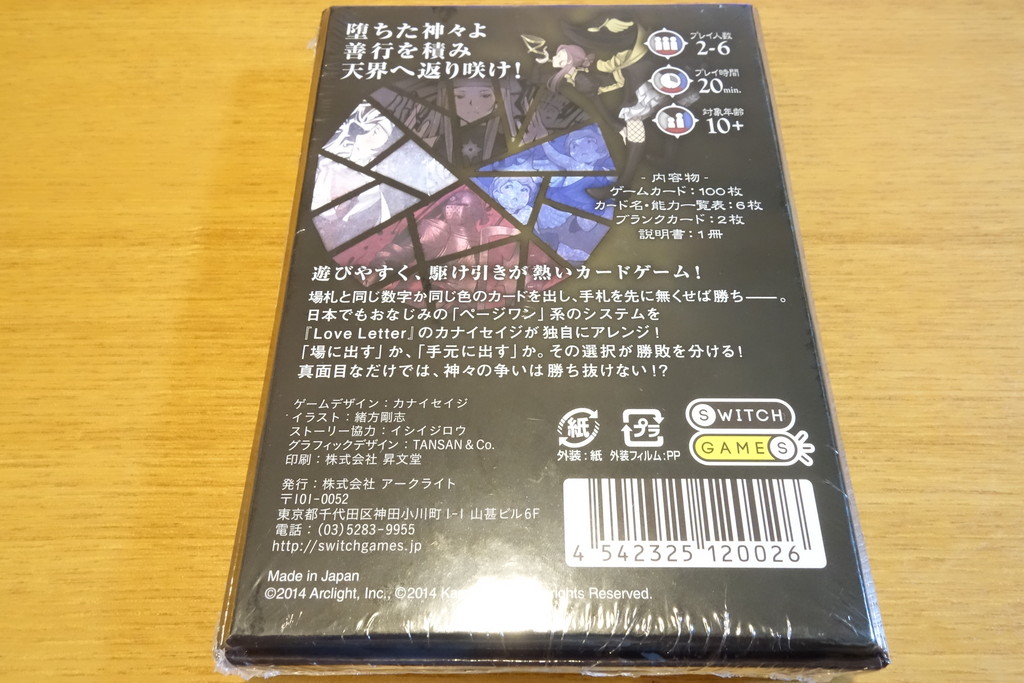 堕ちた神々よ
善行を積み
天界へ返り咲け!
プレイ人数
2-6
プレイ時間
20min.
対象年齢
10+
- 内容物 -
ゲームカード：100枚
カード名・能力一覧表：6枚
ブランクカード：2枚
説明書：1冊
遊びやすく、駆け引きが熱いカードゲーム!
場札と同じ数字か同じ色のカードを出し、手札を先に無くせば勝ち──。
日本でもおなじみの「ページワン」系のシステムを
『Love Letter』のカナイセイジが独自にアレンジ!
「場に出す」か、「手元に出す」か。その選択が勝敗を分ける!
真面目なだけでは、神々の争いは勝ち抜けない!?
ゲームデザイン：カナイセイジ
イラスト：緒方剛志
ストーリー協力：イシイジロウ
グラフィックデザイン：TANSAN & Co.
印刷：株式会社 昇文堂
紙
外装：紙
プラ
外装フィルム：PP
SWITCH
GAMES
発行：株式会社 アークライト
〒101-0052
東京都千代田区神田小川町1-1 山甚ビル6F
電話：(03)5283-9955
http://switchgames.jp
4 542325 120026
Made in Japan
©2014 Arclight, Inc., ©2014 Reserved.